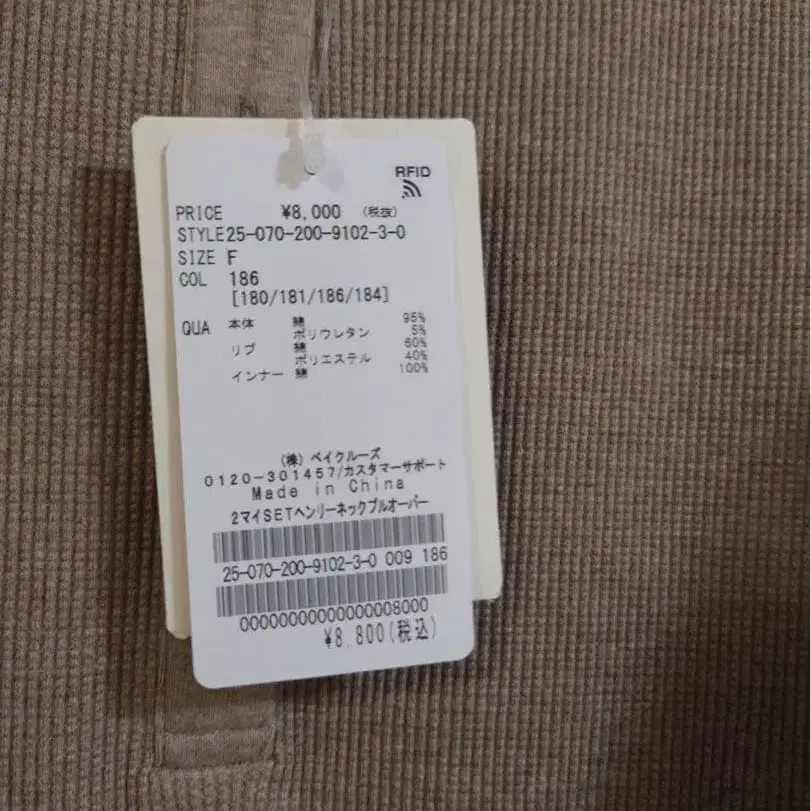 RFID
PRICE ¥8,000 (税抜)
STYLE 25-070-200-9102-3-0
SIZE F
COL 186
[180/181/186/184]
QUA 本体 綿 95%
ポリウレタン 5%
リブ 綿 60%
ポリエステル 40%
インナー 綿 100%
(株) ベイクルーズ
0120-301457/カスタマーサポート
Made in China
2マイSETヘンリーネックプルオーバー
25-070-200-9102-3-0 009 186
00000000000000008000
¥8,800(税込)